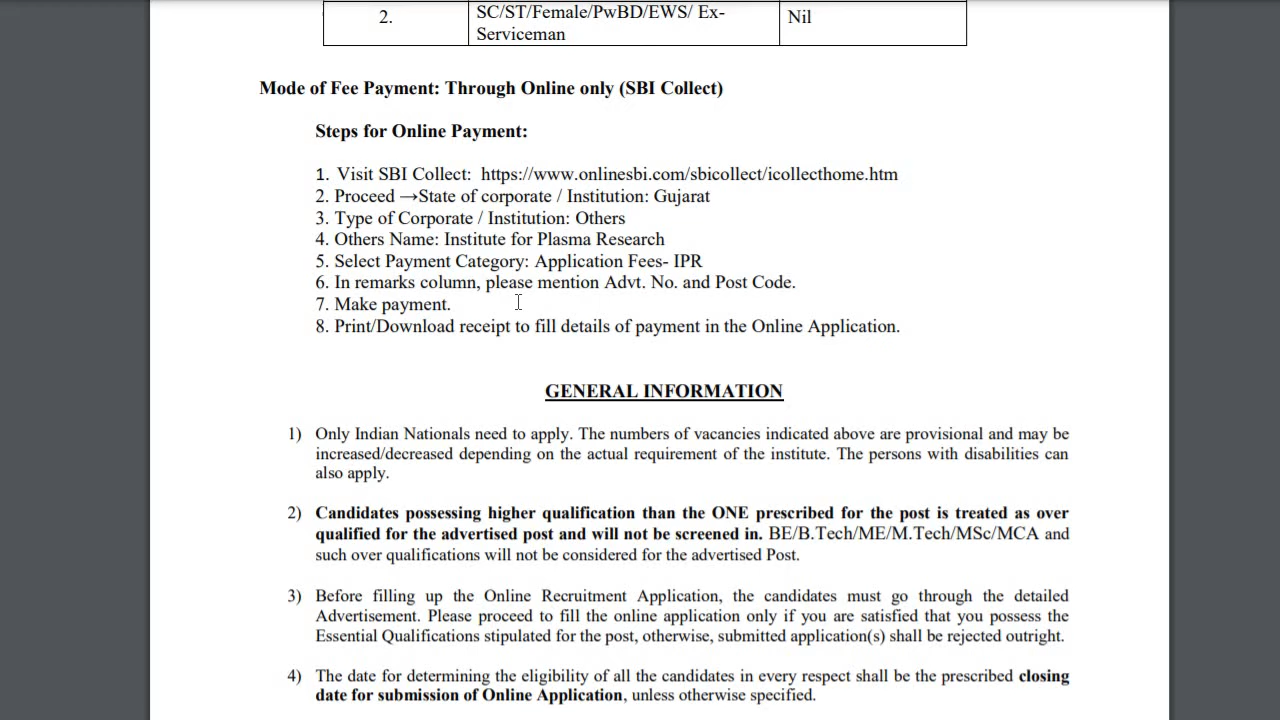 2. SC/ST/Female/PwBD/EWS/ Ex- Nil
Serviceman
Mode of Fee Payment: Through Online only (SBI Collect)
Steps for Online Payment:
1. Visit SBI Collect: https://www.onlinesbi.com/sbicollect/icollecthome.htm
2. Proceed →State of corporate / Institution: Gujarat
3. Type of Corporate / Institution: Others
4. Others Name: Institute for Plasma Research
5. Select Payment Category: Application Fees- IPR
6. In remarks column, please mention Advt. No. and Post Code.
7. Make payment.
8. Print/Download receipt to fill details of payment in the Online Application.
GENERAL INFORMATION
1) Only Indian Nationals need to apply. The numbers of vacancies indicated above are provisional and may be
increased/decreased depending on the actual requirement of the institute. The persons with disabilities can
also apply.
2) Candidates possessing higher qualification than the ONE prescribed for the post is treated as over
qualified for the advertised post and will not be screened in. BE/B.Tech/ME/M.Tech/MSc/MCA and
such over qualifications will not be considered for the advertised Post.
3) Before filling up the Online Recruitment Application, the candidates must go through the detailed
Advertisement. Please proceed to fill the online application only if you are satisfied that you possess the
Essential Qualifications stipulated for the post, otherwise, submitted application(s) shall be rejected outright.
4) The date for determining the eligibility of all the candidates in every respect shall be the prescribed closing
date for submission of Online Application, unless otherwise specified.